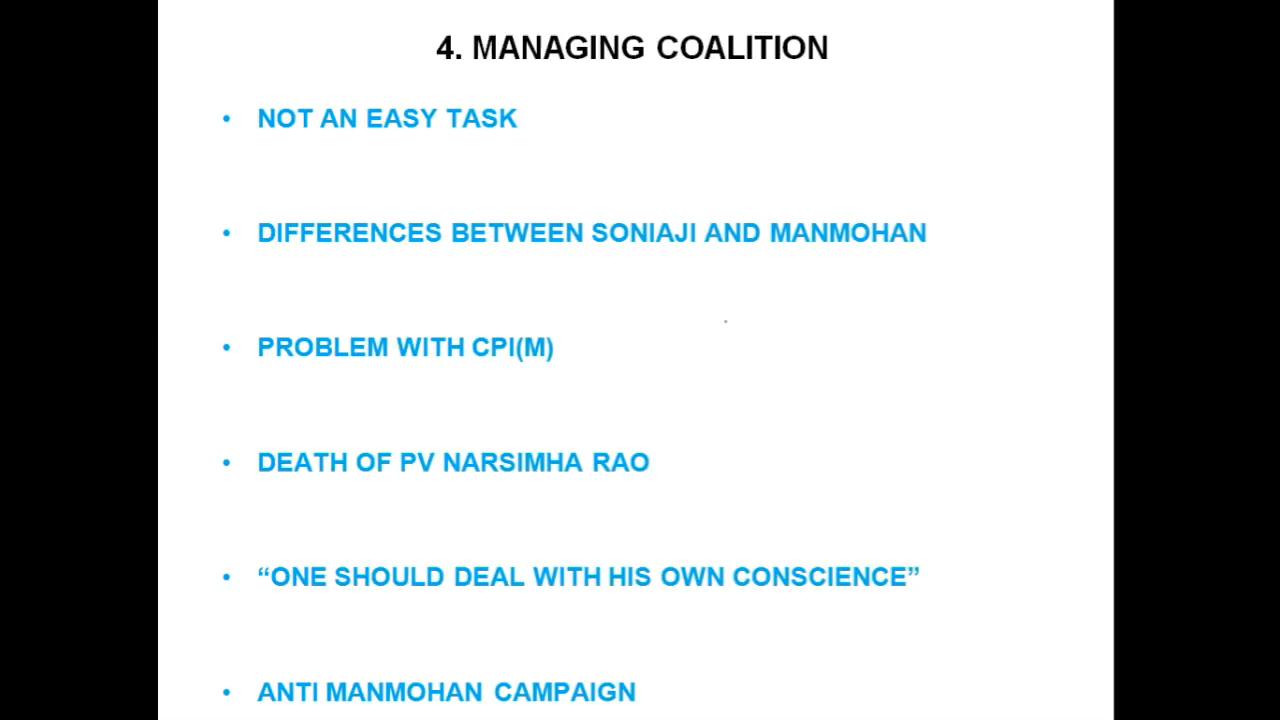 4. MANAGING COALITION
• NOT AN EASY TASK
• DIFFERENCES BETWEEN SONIAJI AND MANMOHAN
• PROBLEM WITH CPI(M)
• DEATH OF PV NARSIMHA RAO
• “ONE SHOULD DEAL WITH HIS OWN CONSCIENCE”
• ANTI MANMOHAN CAMPAIGN